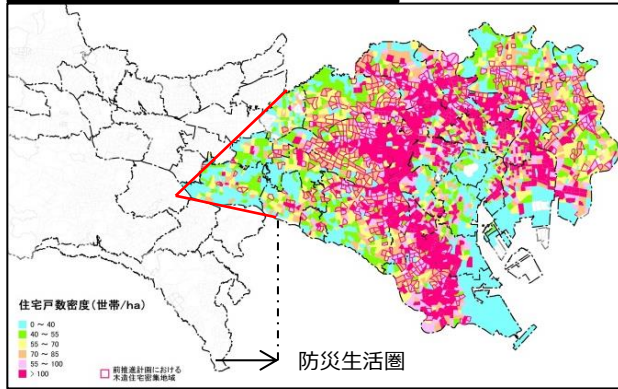 住宅戸数密度(世帯/ha)
0 ～ 40
40 ～ 55
55 ～ 70
70 ～ 85
55 ～ 100
> 100
前推進計画における
木造住宅密集地域
防災生活圏